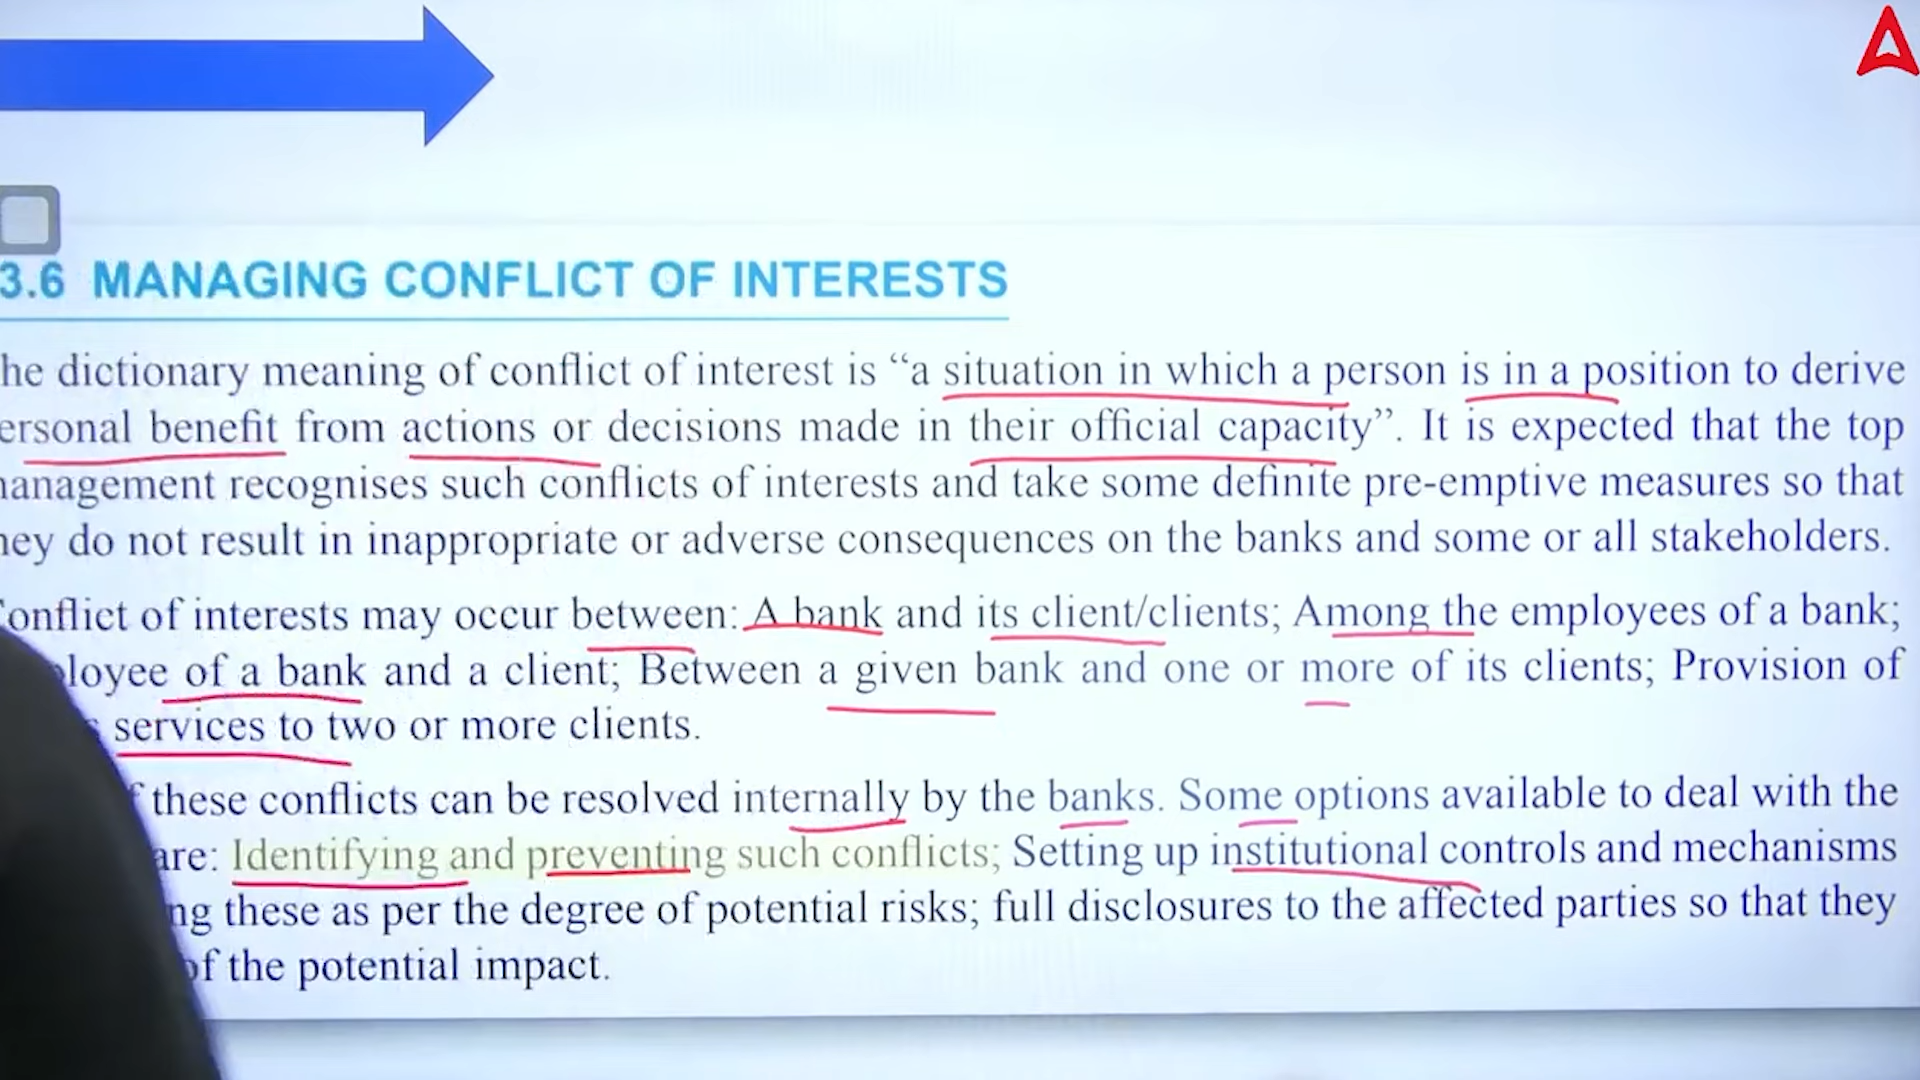 3.6 MANAGING CONFLICT OF INTERESTS
he dictionary meaning of conflict of interest is “a situation in which a person is in a position to derive
ersonal benefit from actions or decisions made in their official capacity”. It is expected that the top
anagement recognises such conflicts of interests and take some definite pre-emptive measures so that
hey do not result in inappropriate or adverse consequences on the banks and some or all stakeholders.
onflict of interests may occur between: A bank and its client/clients; Among the employees of a bank;
ployee of a bank and a client; Between a given bank and one or more of its clients; Provision of
services to two or more clients.
these conflicts can be resolved internally by the banks. Some options available to deal with the
are: Identifying and preventing such conflicts; Setting up institutional controls and mechanisms
ng these as per the degree of potential risks; full disclosures to the affected parties so that they
of the potential impact.